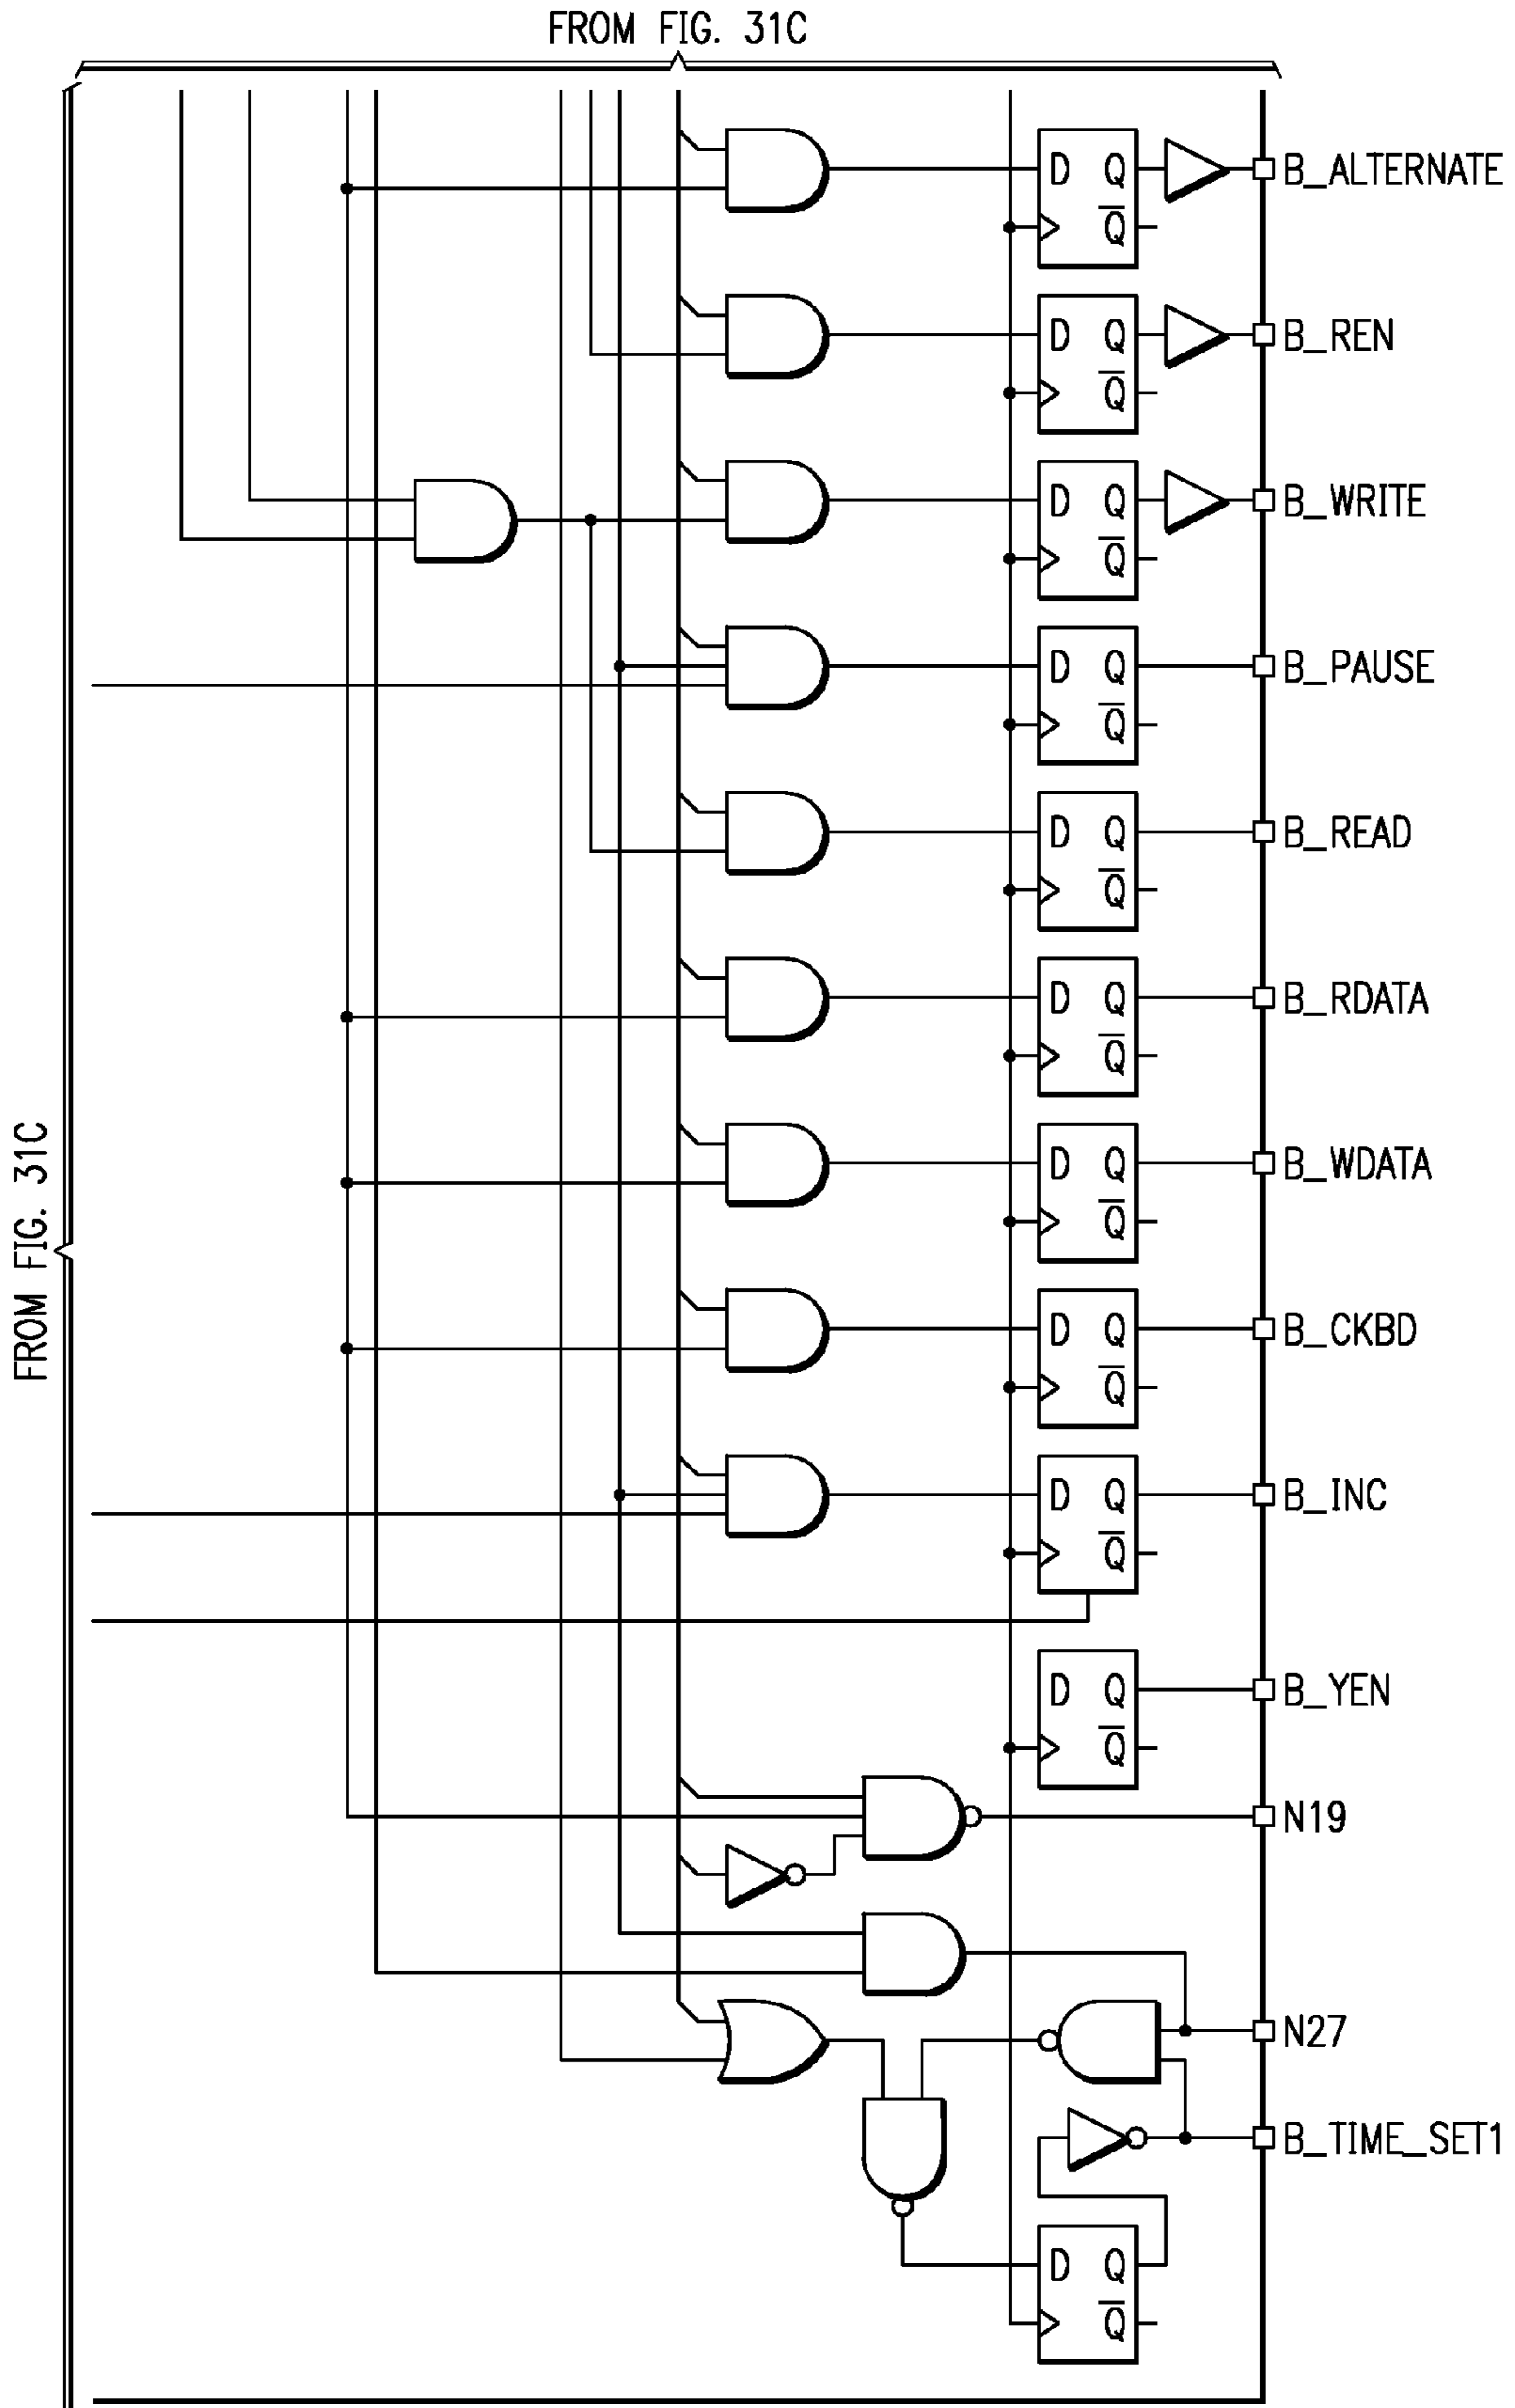 FROM FIG. 31C
D Q B_ALTERNATE
Q̅
D Q B_REN
Q̅
D Q B_WRITE
Q̅
D Q B_PAUSE
Q̅
D Q B_READ
Q̅
D Q B_RDATA
Q̅
FROM FIG. 31C
D Q B_WDATA
Q̅
D Q B_CKBD
Q̅
D Q B_INC
Q̅
D Q B_YEN
Q̅
N19
N27
B_TIME_SET1
D Q
Q̅